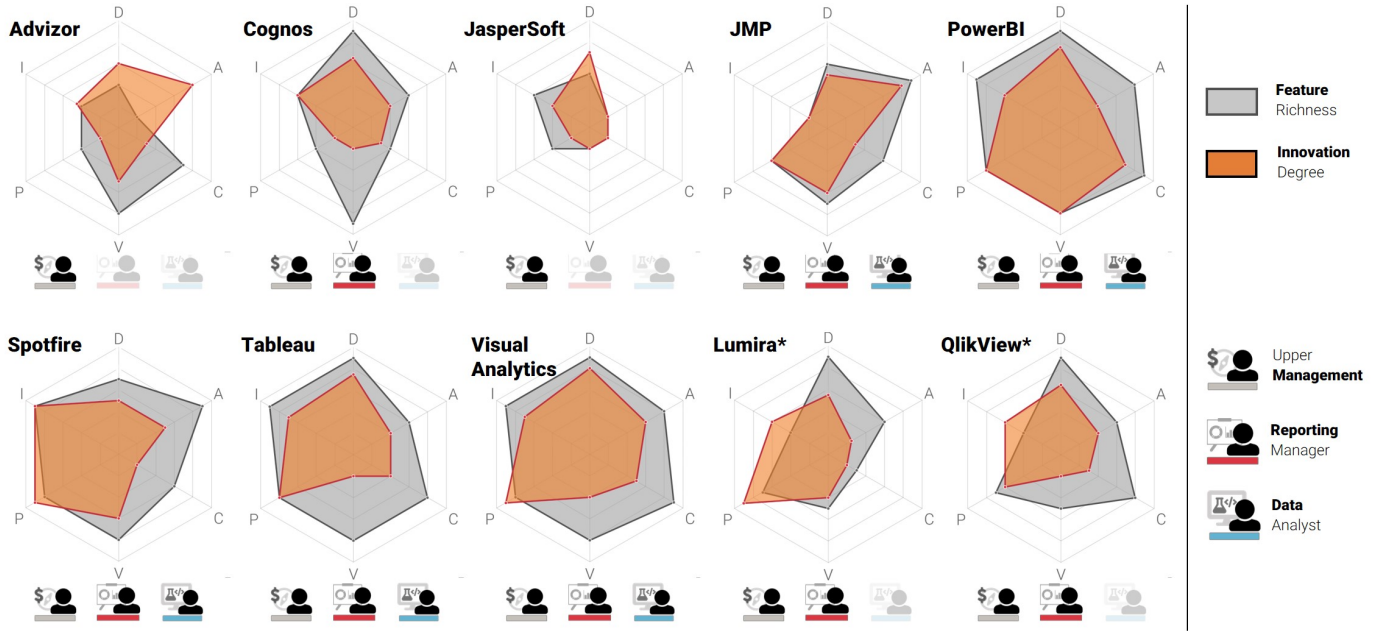 Advizor
D
A
C
V
P
I
Cognos
D
A
C
V
P
I
JasperSoft
D
A
C
V
P
I
JMP
D
A
C
V
P
I
PowerBI
D
A
C
V
P
I
Feature
Richness
Innovation
Degree
Spotfire
D
A
C
V
P
I
Tableau
D
A
C
V
P
I
Visual
Analytics
D
A
C
V
P
I
Lumira*
D
A
C
V
P
I
QlikView*
D
A
C
V
P
I
Upper
Management
Reporting
Manager
Data
Analyst